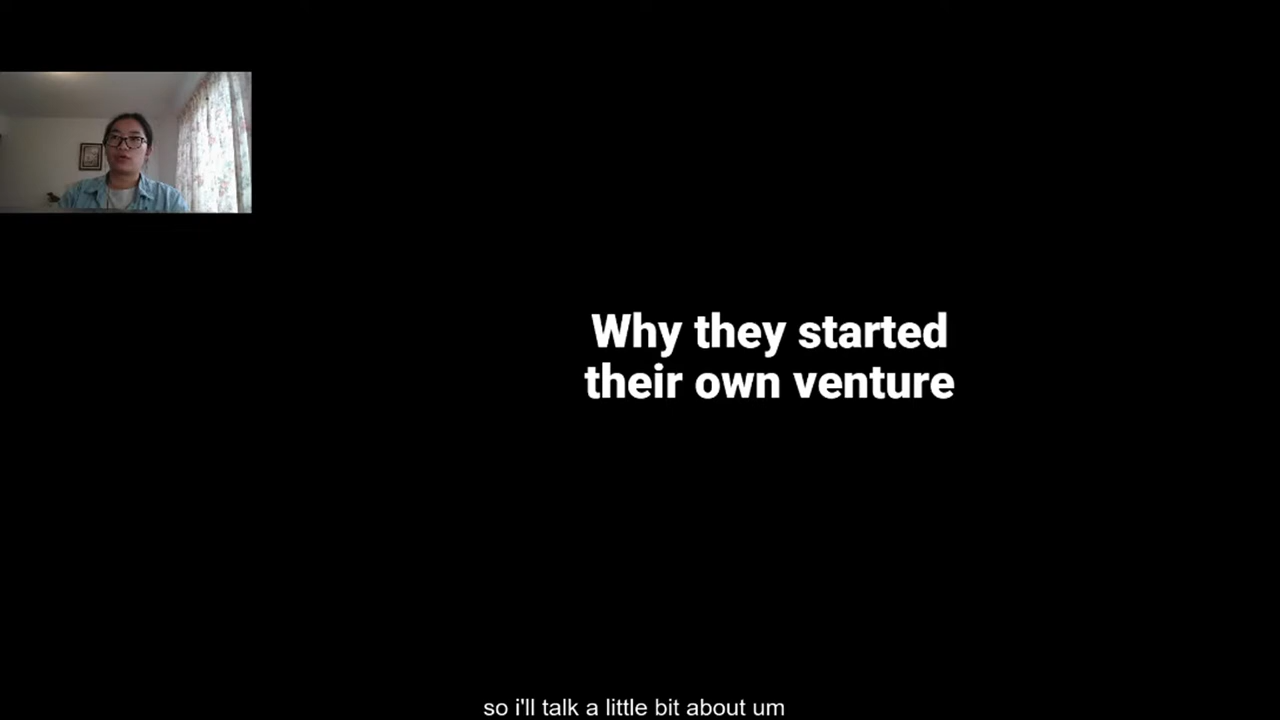 Why they started
their own venture
so i'll talk a little bit about um